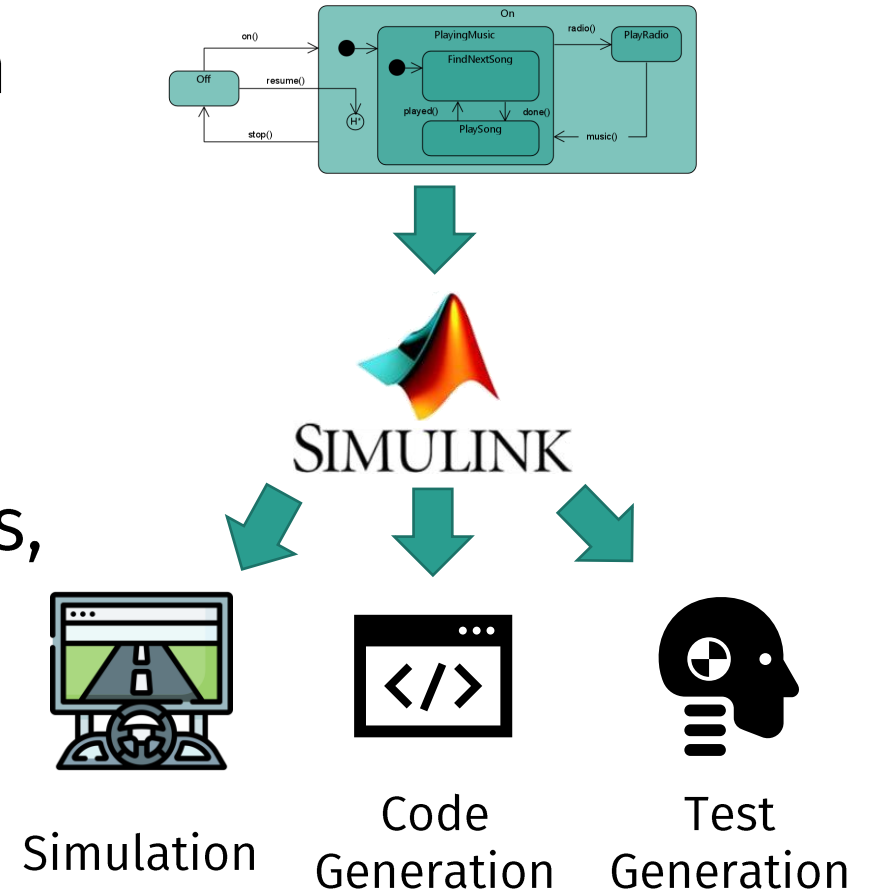 On
on()
PlayingMusic
radio()
PlayRadio
FindNextSong
Off
resume()
played()
done()
H*
PlaySong
stop()
music()
SIMULINK
s,
</>
Simulation
Code
Generation
Test
Generation